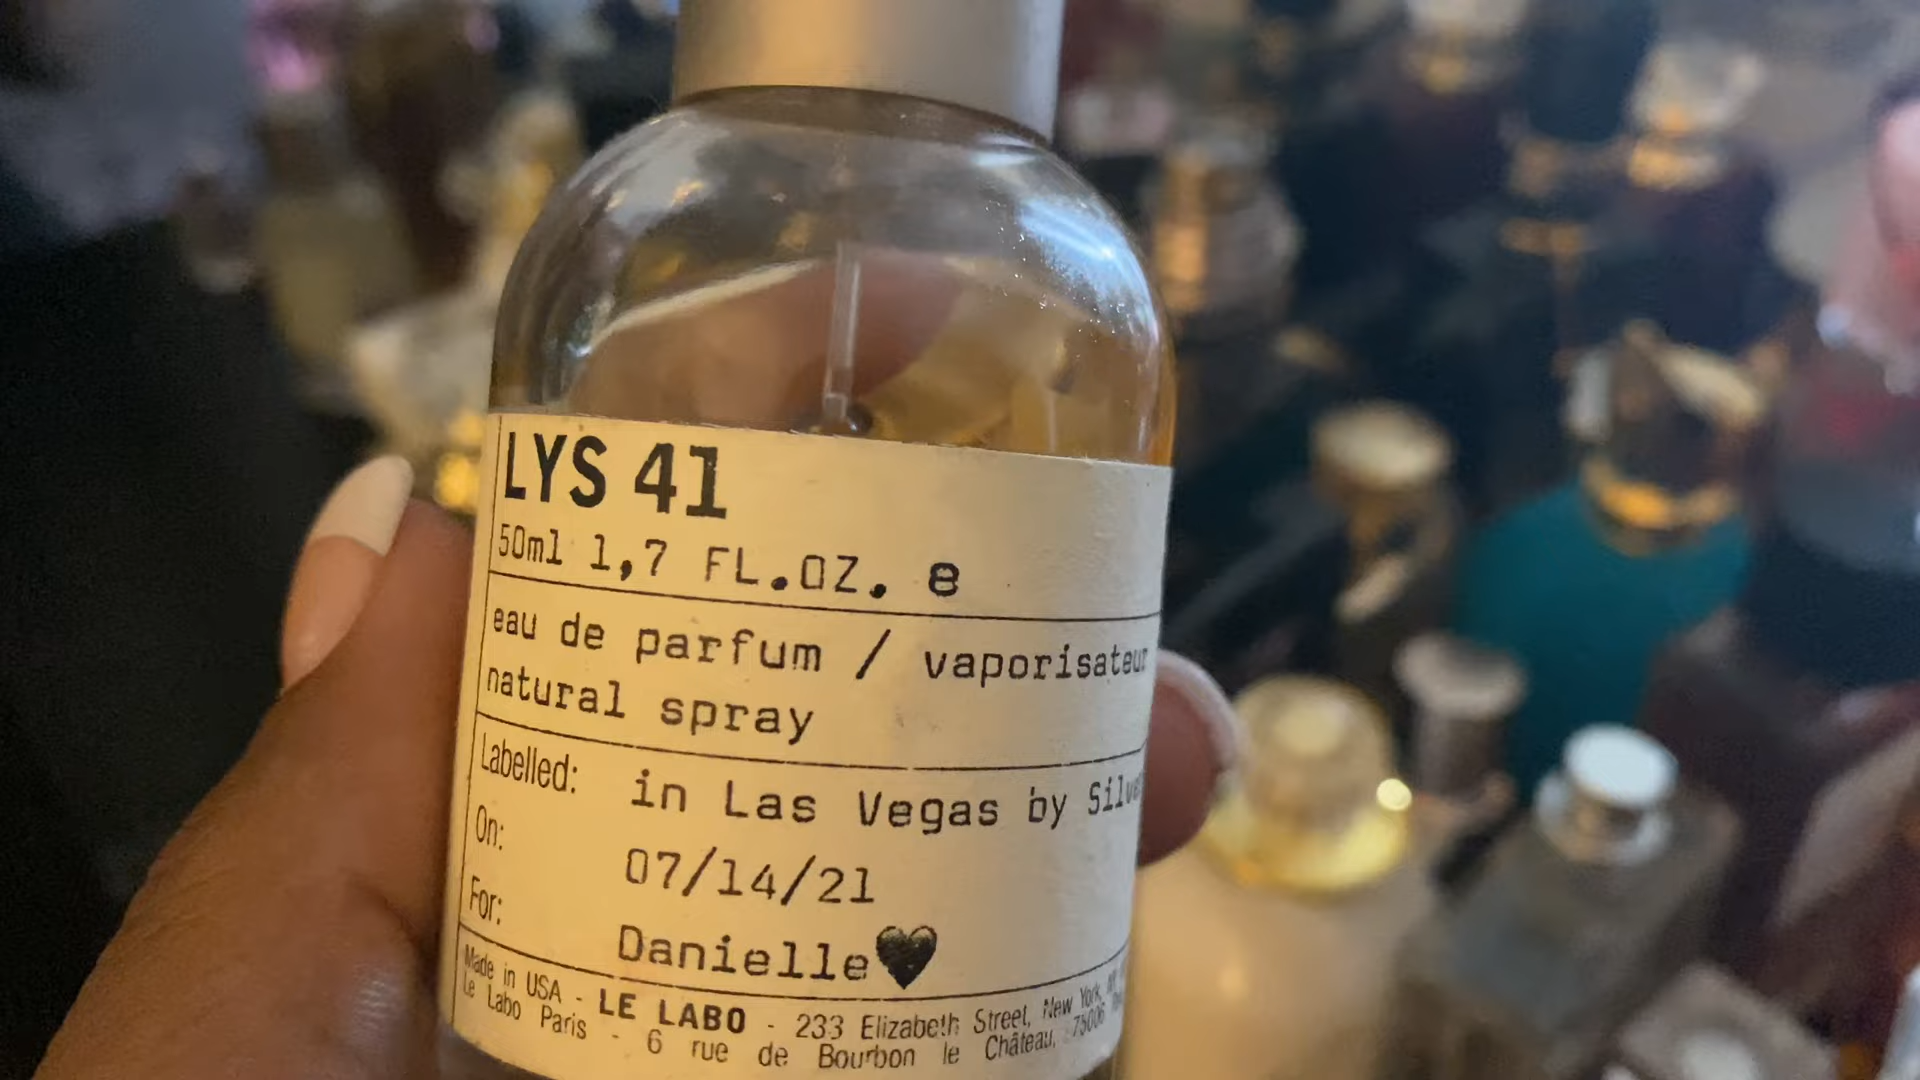 LYS 41
50ml 1,7 FL.OZ. e
eau de parfum / vaporisateur
natural spray
Labelled: in Las Vegas by
On: 07/14/21
For: Danielle♥
Made in USA - LE LABO - 233 Elizabeth Street, New York,
Le Labo Paris - 6 rue de Bourbon le Château, 75006